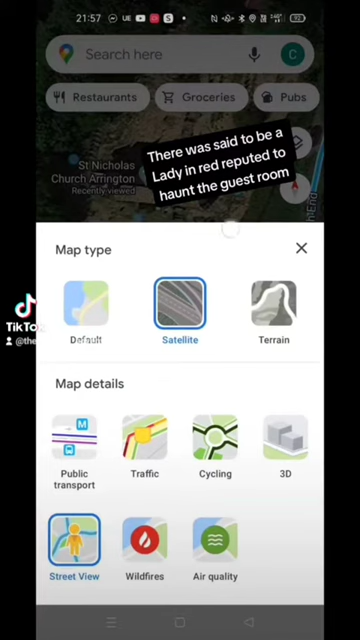 21:57
92
Search here
C
Restaurants
Groceries
Pubs
There was said to be a
Lady in red reputed to
haunt the guest room
St Nicholas
Church Arrington
Recently viewed
Map type
Default
Satellite
Terrain
TikTok
@the
Map details
Public
transport
Traffic
Cycling
3D
Street View
Wildfires
Air quality